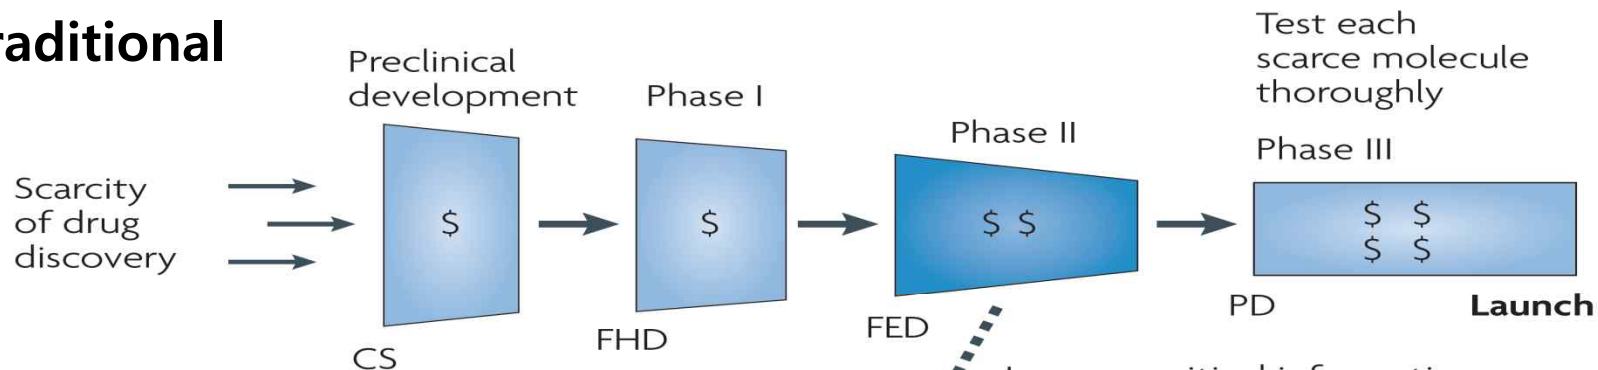 raditional
Preclinical
development
Phase I
Phase II
Test each
scarce molecule
thoroughly
Phase III
Scarcity
of drug
discovery
$
$
$ $
$ $
$ $
CS
FHD
FED
PD
Launch